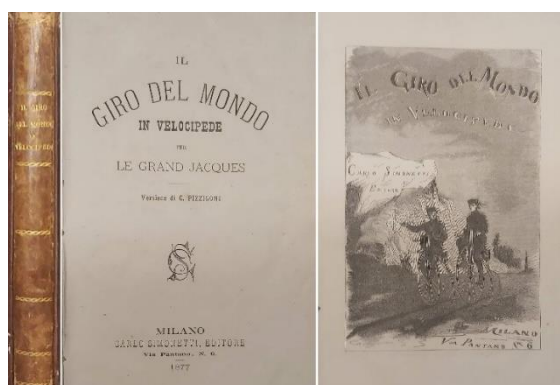 IL GIRO
DEL MONDO
IN
VELOCIPEDE
IL
GIRO DEL MONDO
IN VELOCIPEDE
PER
LE GRAND JACQUES
Versione di C. PIZZIGONI
MILANO
CARLO SIMONETTI, EDITORE
Via Pantano, N. 6.
1877
IL GIRO DEL MONDO
IN VELOCIPEDE
CARLO SIMONETTI
EDITORE
MILANO
VIA PANTANO Nº 6